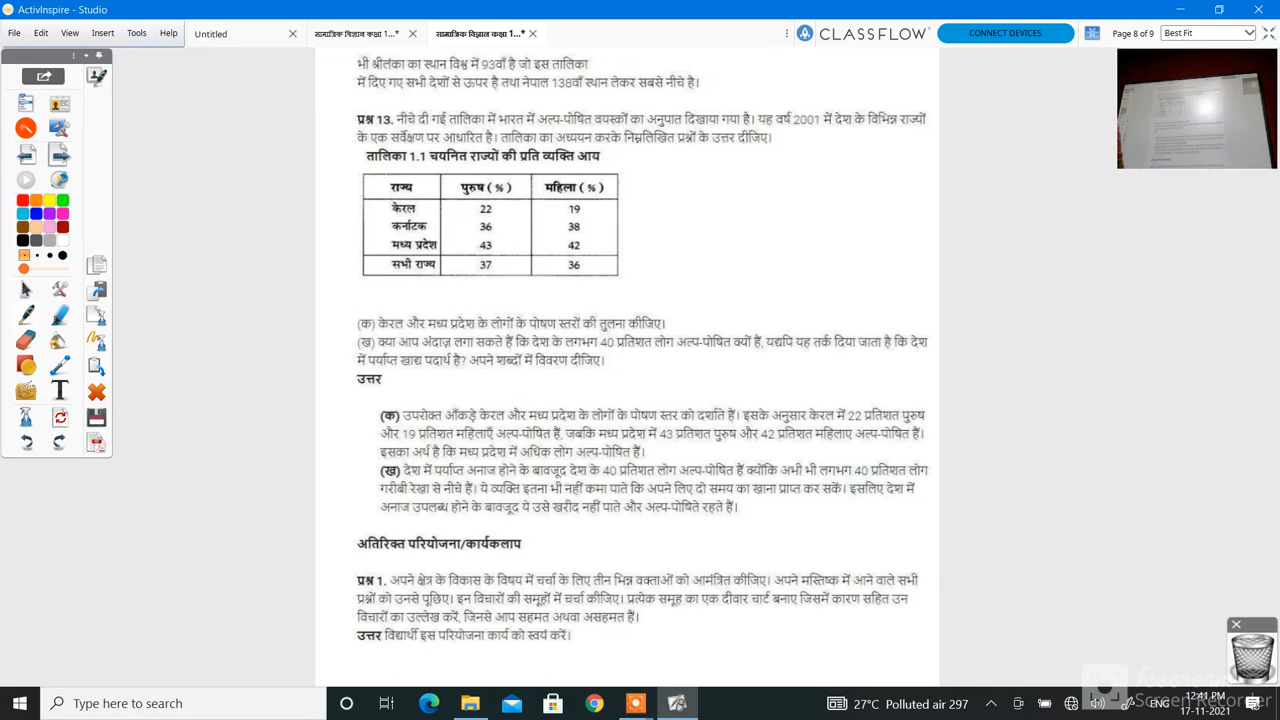 ActivInspire - Studio
File Edit View Insert Tools Help
Untitled
सामाजिक विज्ञान कक्षा 1...*
सामाजिक विज्ञान कक्षा 1...*
CLASSFLOW
CONNECT DEVICES
Page 8 of 9
Best Fit
भी श्रीलंका का स्थान विश्व में 93वाँ है जो इस तालिका
में दिए गए सभी देशों से ऊपर है तथा नेपाल 138वाँ स्थान लेकर सबसे नीचे है।
प्रश्न 13. नीचे दी गई तालिका में भारत में अल्प-पोषित वयस्कों का अनुपात दिखाया गया है। यह वर्ष 2001 में देश के विभिन्न राज्यों
के एक सर्वेक्षण पर आधारित है। तालिका का अध्ययन करके निम्नलिखित प्रश्नों के उत्तर दीजिए।
तालिका 1.1 चयनित राज्यों की प्रति व्यक्ति आय
राज्य पुरुष ( % ) महिला ( % )
केरल 22 19
कर्नाटक 36 38
मध्य प्रदेश 43 42
सभी राज्य 37 36
(क) केरल और मध्य प्रदेश के लोगों के पोषण स्तरों की तुलना कीजिए।
(ख) क्या आप अंदाज़ लगा सकते हैं कि देश के लगभग 40 प्रतिशत लोग अल्प-पोषित क्यों हैं, यद्यपि यह तर्क दिया जाता है कि देश
में पर्याप्त खाद्य पदार्थ है? अपने शब्दों में विवरण दीजिए।
उत्तर
(क) उपरोक्त आँकड़े केरल और मध्य प्रदेश के लोगों के पोषण स्तर को दर्शाते हैं। इसके अनुसार केरल में 22 प्रतिशत पुरुष
और 19 प्रतिशत महिलाएँ अल्प-पोषित हैं, जबकि मध्य प्रदेश में 43 प्रतिशत पुरुष और 42 प्रतिशत महिलाए अल्प-पोषित हैं।
इसका अर्थ है कि मध्य प्रदेश में अधिक लोग अल्प-पोषित हैं।
(ख) देश में पर्याप्त अनाज होने के बावजूद देश के 40 प्रतिशत लोग अल्प-पोषित हैं क्योंकि अभी भी लगभग 40 प्रतिशत लोग
गरीबी रेखा से नीचे हैं। ये व्यक्ति इतना भी नहीं कमा पाते कि अपने लिए दो समय का खाना प्राप्त कर सकें। इसलिए देश में
अनाज उपलब्ध होने के बावजूद ये उसे खरीद नहीं पाते और अल्प-पोषिते रहते हैं।
अतिरिक्त परियोजना/कार्यकलाप
प्रश्न 1. अपने क्षेत्र के विकास के विषय में चर्चा के लिए तीन भिन्न वक्ताओं को आमंत्रित कीजिए। अपने मस्तिष्क में आने वाले सभी
प्रश्नों को उनसे पूछिए। इन विचारों की समूहों में चर्चा कीजिए। प्रत्येक समूह का एक दीवार चार्ट बनाए जिसमें कारण सहित उन
विचारों का उल्लेख करें, जिनसे आप सहमत अथवा असहमत हैं।
उत्तर विद्यार्थी इस परियोजना कार्य को स्वयं करें।
Screen Recorder
Type here to search
27°C Polluted air 297
ENG
12:41 PM
17-11-2021